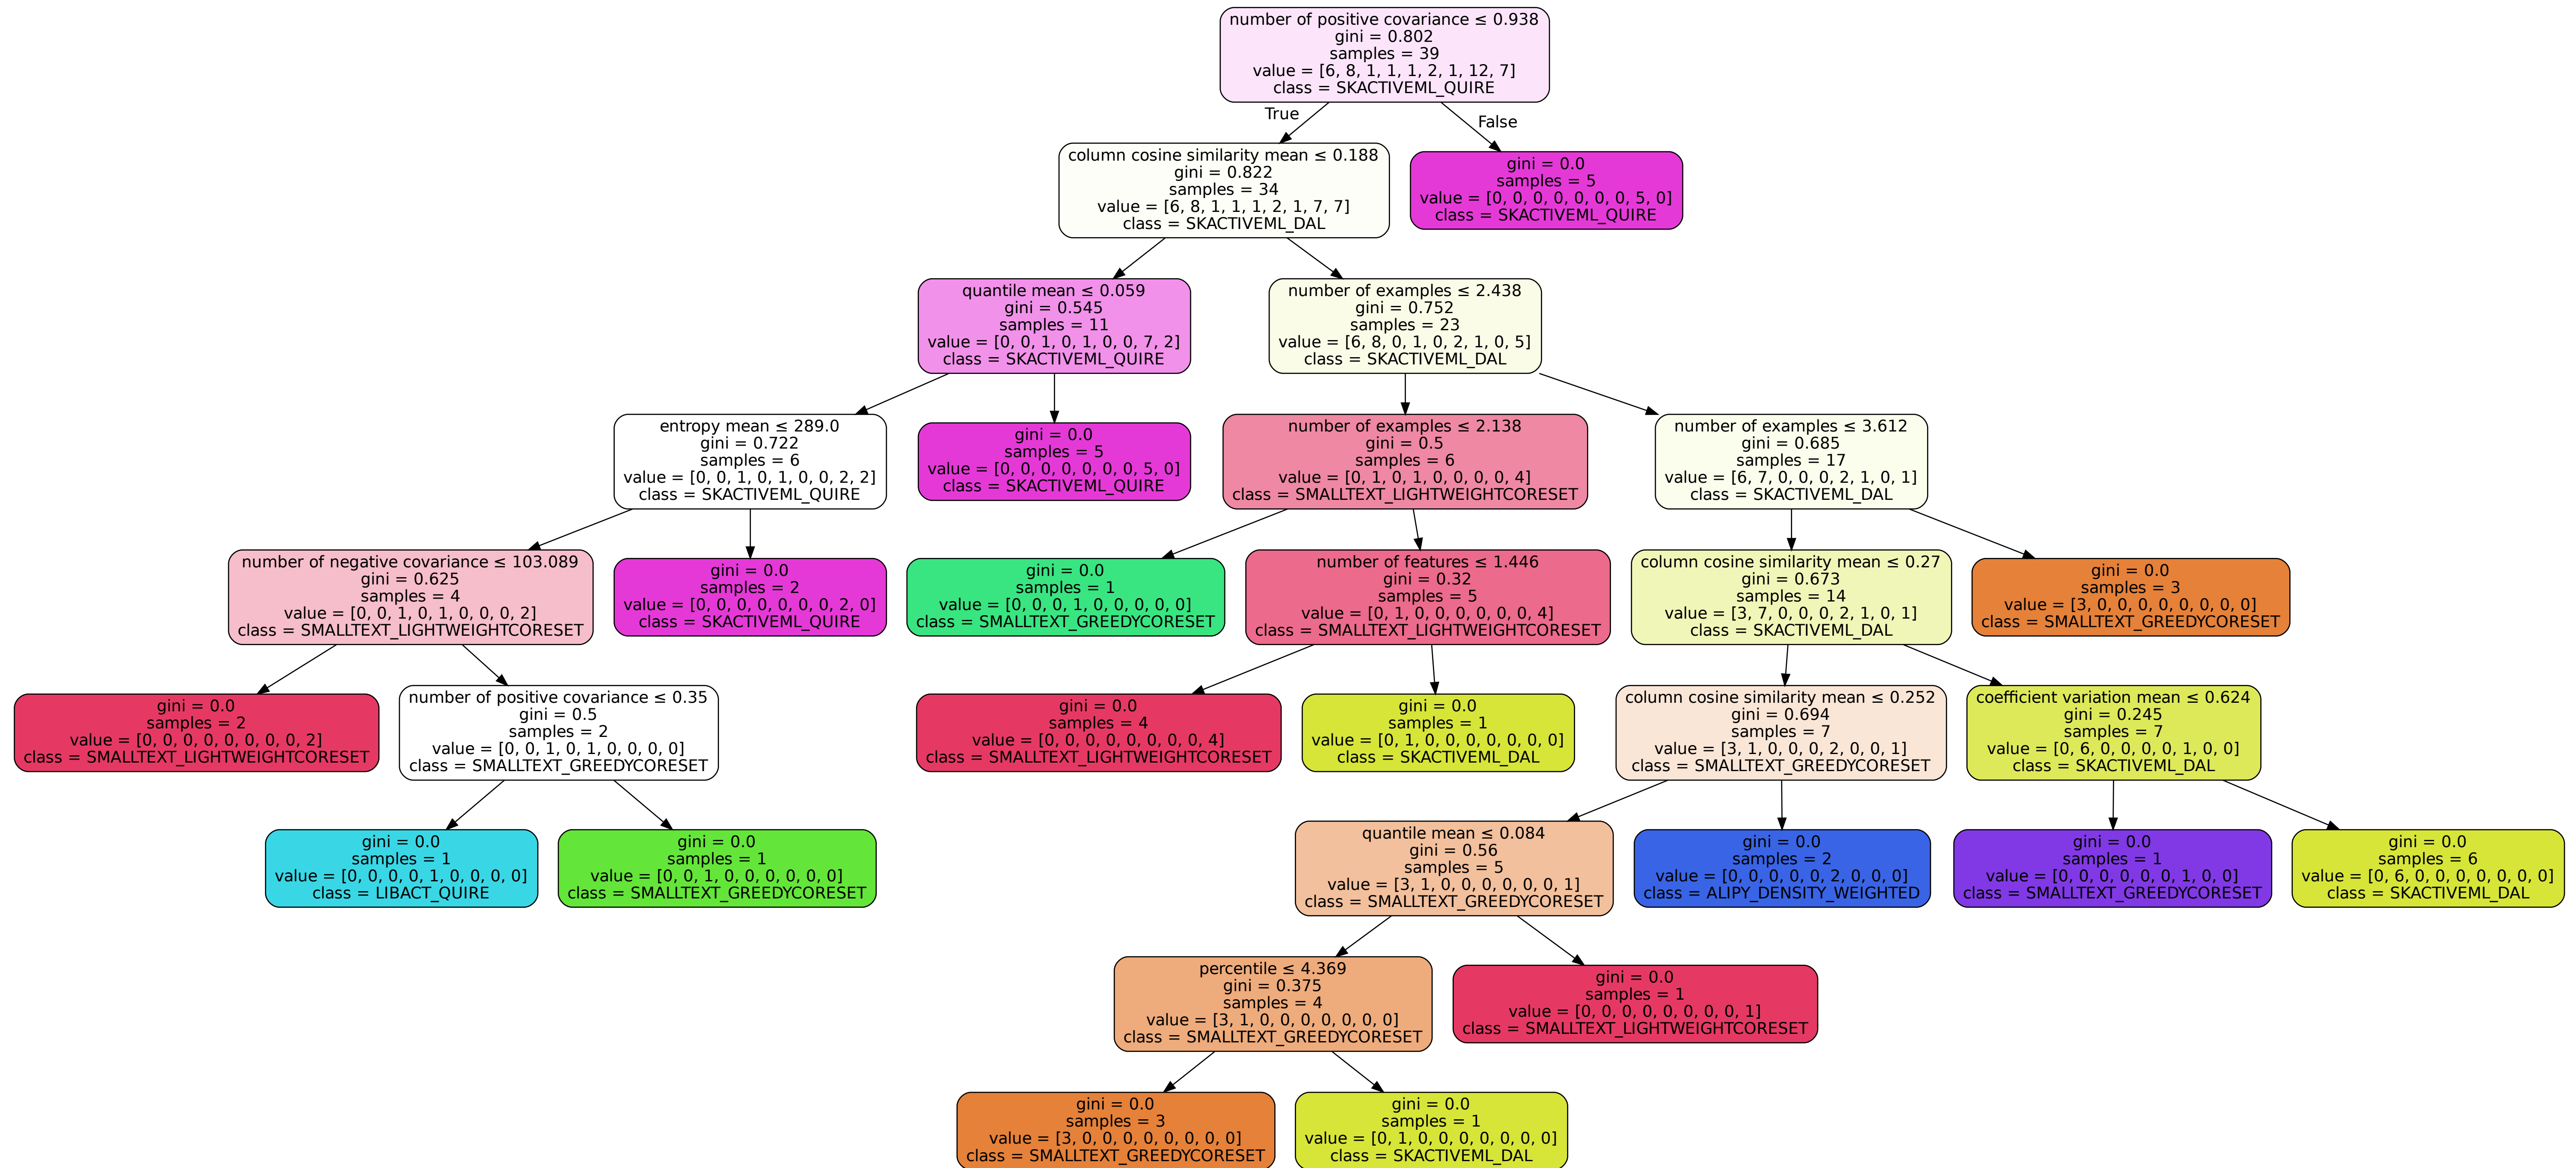 number of positive covariance ≤ 0.938
gini = 0.802
samples = 39
value = [6, 8, 1, 1, 1, 2, 1, 12, 7]
class = SKACTIVEML_QUIRE
True
False
column cosine similarity mean ≤ 0.188
gini = 0.822
samples = 34
value = [6, 8, 1, 1, 1, 2, 1, 7, 7]
class = SKACTIVEML_DAL
gini = 0.0
samples = 5
value = [0, 0, 0, 0, 0, 0, 0, 5, 0]
class = SKACTIVEML_QUIRE
quantile mean ≤ 0.059
gini = 0.545
samples = 11
value = [0, 0, 1, 0, 1, 0, 0, 7, 2]
class = SKACTIVEML_QUIRE
number of examples ≤ 2.438
gini = 0.752
samples = 23
value = [6, 8, 0, 1, 0, 2, 1, 0, 5]
class = SKACTIVEML_DAL
entropy mean ≤ 289.0
gini = 0.722
samples = 6
value = [0, 0, 1, 0, 1, 0, 0, 2, 2]
class = SKACTIVEML_QUIRE
gini = 0.0
samples = 5
value = [0, 0, 0, 0, 0, 0, 0, 5, 0]
class = SKACTIVEML_QUIRE
number of examples ≤ 2.138
gini = 0.5
samples = 6
value = [0, 1, 0, 1, 0, 0, 0, 0, 4]
class = SMALLTEXT_LIGHTWEIGHTCORESET
number of examples ≤ 3.612
gini = 0.685
samples = 17
value = [6, 7, 0, 0, 0, 2, 1, 0, 1]
class = SKACTIVEML_DAL
number of negative covariance ≤ 103.089
gini = 0.625
samples = 4
value = [0, 0, 1, 0, 1, 0, 0, 0, 2]
class = SMALLTEXT_LIGHTWEIGHTCORESET
gini = 0.0
samples = 2
value = [0, 0, 0, 0, 0, 0, 0, 2, 0]
class = SKACTIVEML_QUIRE
gini = 0.0
samples = 1
value = [0, 0, 0, 1, 0, 0, 0, 0, 0]
class = SMALLTEXT_GREEDYCORESET
number of features ≤ 1.446
gini = 0.32
samples = 5
value = [0, 1, 0, 0, 0, 0, 0, 0, 4]
class = SMALLTEXT_LIGHTWEIGHTCORESET
column cosine similarity mean ≤ 0.27
gini = 0.673
samples = 14
value = [3, 7, 0, 0, 0, 2, 1, 0, 1]
class = SKACTIVEML_DAL
gini = 0.0
samples = 3
value = [3, 0, 0, 0, 0, 0, 0, 0, 0]
class = SMALLTEXT_GREEDYCORESET
gini = 0.0
samples = 2
value = [0, 0, 0, 0, 0, 0, 0, 0, 2]
class = SMALLTEXT_LIGHTWEIGHTCORESET
number of positive covariance ≤ 0.35
gini = 0.5
samples = 2
value = [0, 0, 1, 0, 1, 0, 0, 0, 0]
class = SMALLTEXT_GREEDYCORESET
gini = 0.0
samples = 4
value = [0, 0, 0, 0, 0, 0, 0, 0, 4]
class = SMALLTEXT_LIGHTWEIGHTCORESET
gini = 0.0
samples = 1
value = [0, 1, 0, 0, 0, 0, 0, 0, 0]
class = SKACTIVEML_DAL
column cosine similarity mean ≤ 0.252
gini = 0.694
samples = 7
value = [3, 1, 0, 0, 0, 2, 0, 0, 1]
class = SMALLTEXT_GREEDYCORESET
coefficient variation mean ≤ 0.624
gini = 0.245
samples = 7
value = [0, 6, 0, 0, 0, 0, 1, 0, 0]
class = SKACTIVEML_DAL
gini = 0.0
samples = 1
value = [0, 0, 0, 0, 1, 0, 0, 0, 0]
class = LIBACT_QUIRE
gini = 0.0
samples = 1
value = [0, 0, 1, 0, 0, 0, 0, 0, 0]
class = SMALLTEXT_GREEDYCORESET
quantile mean ≤ 0.084
gini = 0.56
samples = 5
value = [3, 1, 0, 0, 0, 0, 0, 0, 1]
class = SMALLTEXT_GREEDYCORESET
gini = 0.0
samples = 2
value = [0, 0, 0, 0, 0, 2, 0, 0, 0]
class = ALIPY_DENSITY_WEIGHTED
gini = 0.0
samples = 1
value = [0, 0, 0, 0, 0, 0, 1, 0, 0]
class = SMALLTEXT_GREEDYCORESET
gini = 0.0
samples = 6
value = [0, 6, 0, 0, 0, 0, 0, 0, 0]
class = SKACTIVEML_DAL
percentile ≤ 4.369
gini = 0.375
samples = 4
value = [3, 1, 0, 0, 0, 0, 0, 0, 0]
class = SMALLTEXT_GREEDYCORESET
gini = 0.0
samples = 1
value = [0, 0, 0, 0, 0, 0, 0, 0, 1]
class = SMALLTEXT_LIGHTWEIGHTCORESET
gini = 0.0
samples = 3
value = [3, 0, 0, 0, 0, 0, 0, 0, 0]
class = SMALLTEXT_GREEDYCORESET
gini = 0.0
samples = 1
value = [0, 1, 0, 0, 0, 0, 0, 0, 0]
class = SKACTIVEML_DAL